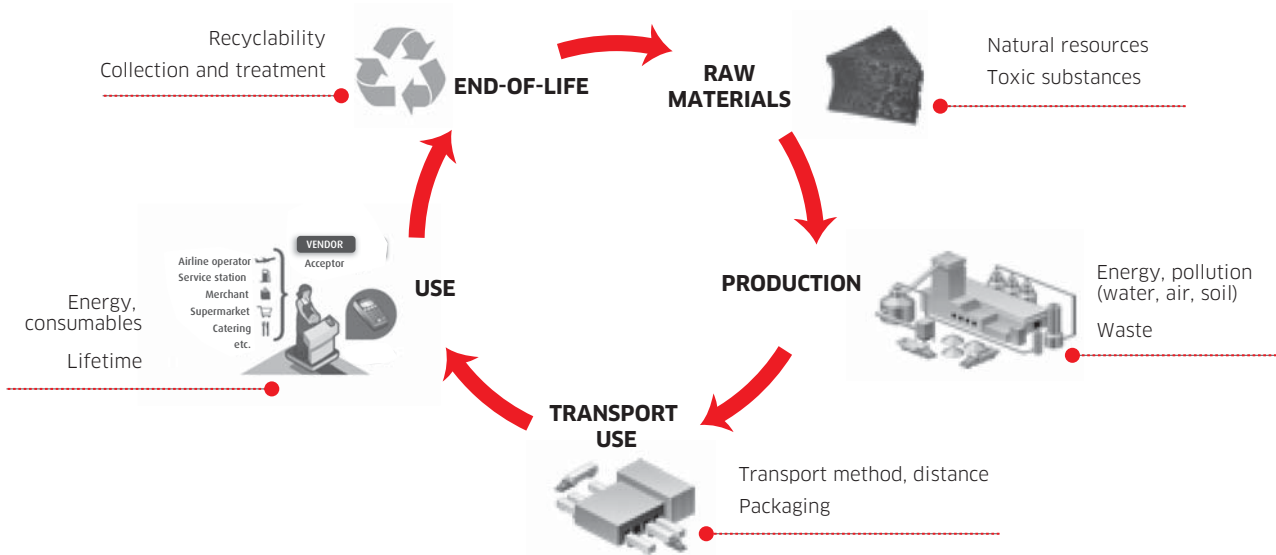 Recyclability
Collection and treatment
END-OF-LIFE
RAW
MATERIALS
Natural resources
Toxic substances
PRODUCTION
Energy, pollution
(water, air, soil)
Waste
TRANSPORT
USE
Transport method, distance
Packaging
USE
VENDOR
Acceptor
Airline operator
Service station
Merchant
Supermarket
Catering
etc.
Energy,
consumables
Lifetime